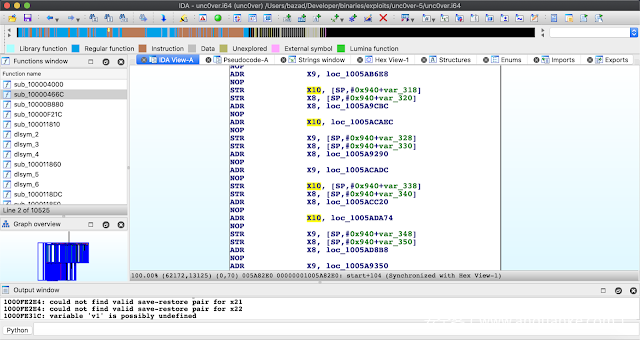 IDA - unc0ver.i64 (unc0ver) /Users/bazad/Developer/binaries/exploits/unc0ver-5/unc0ver.i64
Library function Regular function Instruction Data Unexplored External symbol Lumina function
Functions window
IDA View-A Pseudocode-A Strings window Hex View-1 Structures Enums Imports Exports
Function name
sub_100004000
sub_10000466C
sub_10000B880
sub_10000F21C
sub_100011810
dlsym_2
dlsym_3
dlsym_4
sub_100011860
dlsym_5
dlsym_6
sub_1000118DC
Line 2 of 10525
Graph overview
NOP
ADR X9, loc_1005AB6E8
NOP
STR X10, [SP,#0x940+var_318]
STR X8, [SP,#0x940+var_320]
ADR X8, loc_1005A9CBC
NOP
ADR X10, loc_1005ACAEC
NOP
STR X9, [SP,#0x940+var_328]
STR X8, [SP,#0x940+var_330]
ADR X8, loc_1005A9290
NOP
ADR X9, loc_1005ACADC
NOP
STR X10, [SP,#0x940+var_338]
STR X8, [SP,#0x940+var_340]
ADR X8, loc_1005ACC20
NOP
ADR X10, loc_1005ADA74
NOP
STR X9, [SP,#0x940+var_348]
STR X8, [SP,#0x940+var_350]
ADR X8, loc_1005AD8B8
NOP
ADR X9, loc_1005A9350
100.00% (62172,13125) (0,70) 005A82E0 00000001005A82E0: start+104 (Synchronized with Hex View-1)
Output window
1000FE2E4: could not find valid save-restore pair for x21
1000FE2E4: could not find valid save-restore pair for x22
1000FE31C: variable 'v1' is possibly undefined
Python